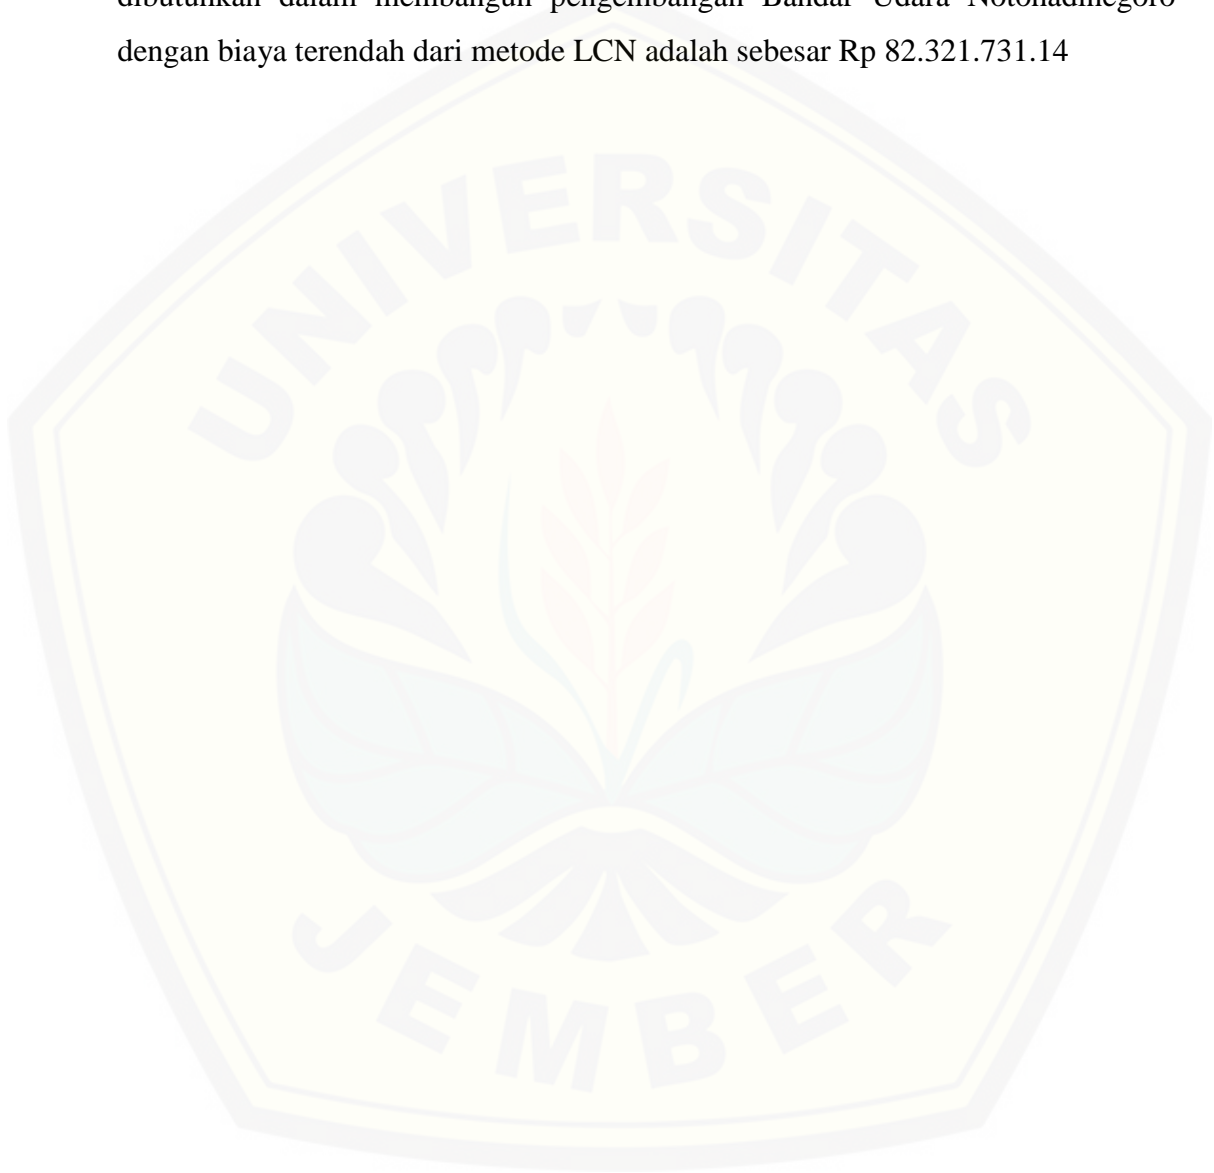 dibutuhkan dalam membangun pengembangan Bandar Udara Notohadinegoro
dengan biaya terendah dari metode LCN adalah sebesar Rp 82.321.731.14
UNIVERSITAS
JEMBER